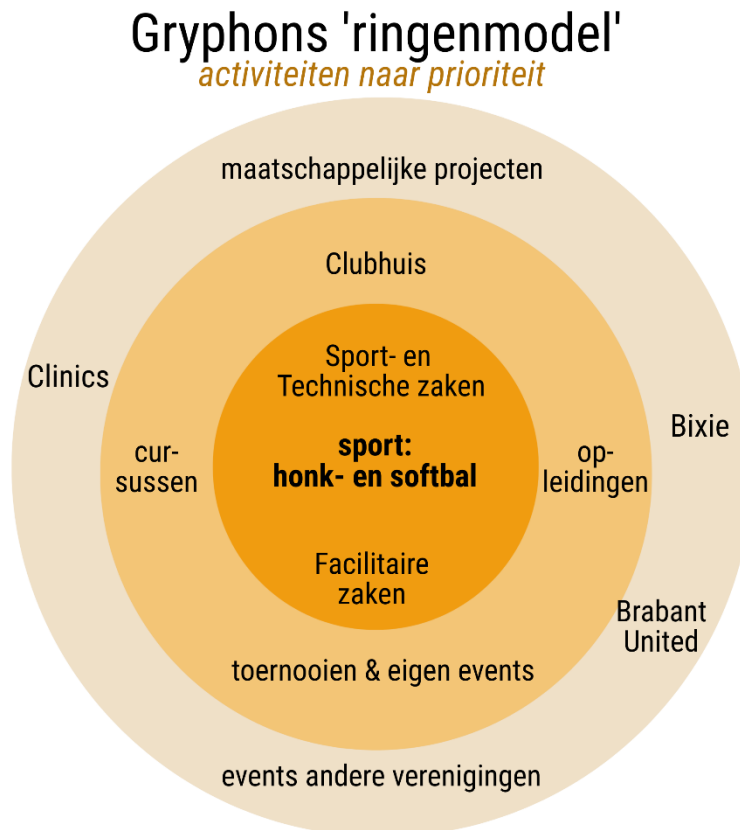 Gryphons 'ringenmodel'
activiteiten naar prioriteit
maatschappelijke projecten
Clubhuis
Sport- en
Technische zaken
Clinics
sport:
honk- en softbal
cur-
sussen
op-
leidingen
Bixie
Facilitaire
zaken
Brabant
United
toernooien & eigen events
events andere verenigingen